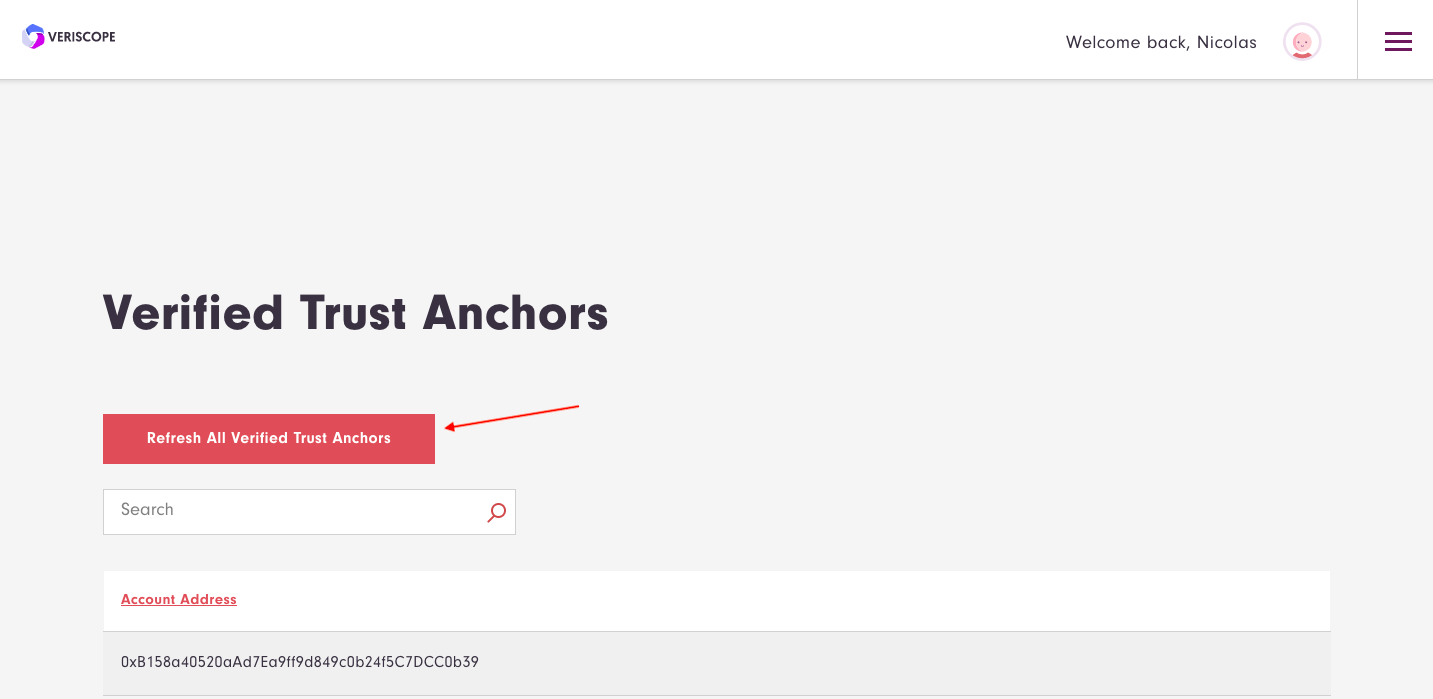 VERISCOPE
Welcome back, Nicolas
Verified Trust Anchors
Refresh All Verified Trust Anchors
Search
Account Address
0xB158a40520aAd7Ea9ff9d849c0b24f5C7DCC0b39